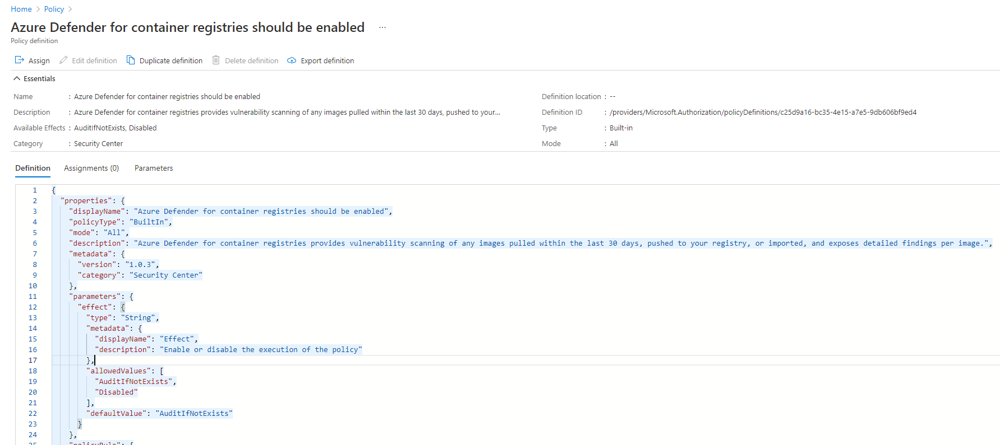 Home > Policy >
Azure Defender for container registries should be enabled ...
Policy definition
Assign Edit definition Duplicate definition Delete definition Export definition
Essentials
Name : Azure Defender for container registries should be enabled
Definition location : --
Description : Azure Defender for container registries provides vulnerability scanning of any images pulled within the last 30 days, pushed to your...
Definition ID : /providers/Microsoft.Authorization/policyDefinitions/c25d9a16-bc35-4e15-a7e5-9db606bf9ed4
Available Effects : AuditIfNotExists, Disabled
Type : Built-in
Category : Security Center
Mode : All
Definition Assignments (0) Parameters
1 {
2 "properties": {
3 "displayName": "Azure Defender for container registries should be enabled",
4 "policyType": "BuiltIn",
5 "mode": "All",
6 "description": "Azure Defender for container registries provides vulnerability scanning of any images pulled within the last 30 days, pushed to your registry, or imported, and exposes detailed findings per image.",
7 "metadata": {
8 "version": "1.0.3",
9 "category": "Security Center"
10 },
11 "parameters": {
12 "effect": {
13 "type": "String",
14 "metadata": {
15 "displayName": "Effect",
16 "description": "Enable or disable the execution of the policy"
17 },
18 "allowedValues": [
19 "AuditIfNotExists",
20 "Disabled"
21 ],
22 "defaultValue": "AuditIfNotExists"
23 }
24 },
25 "policyRule": {